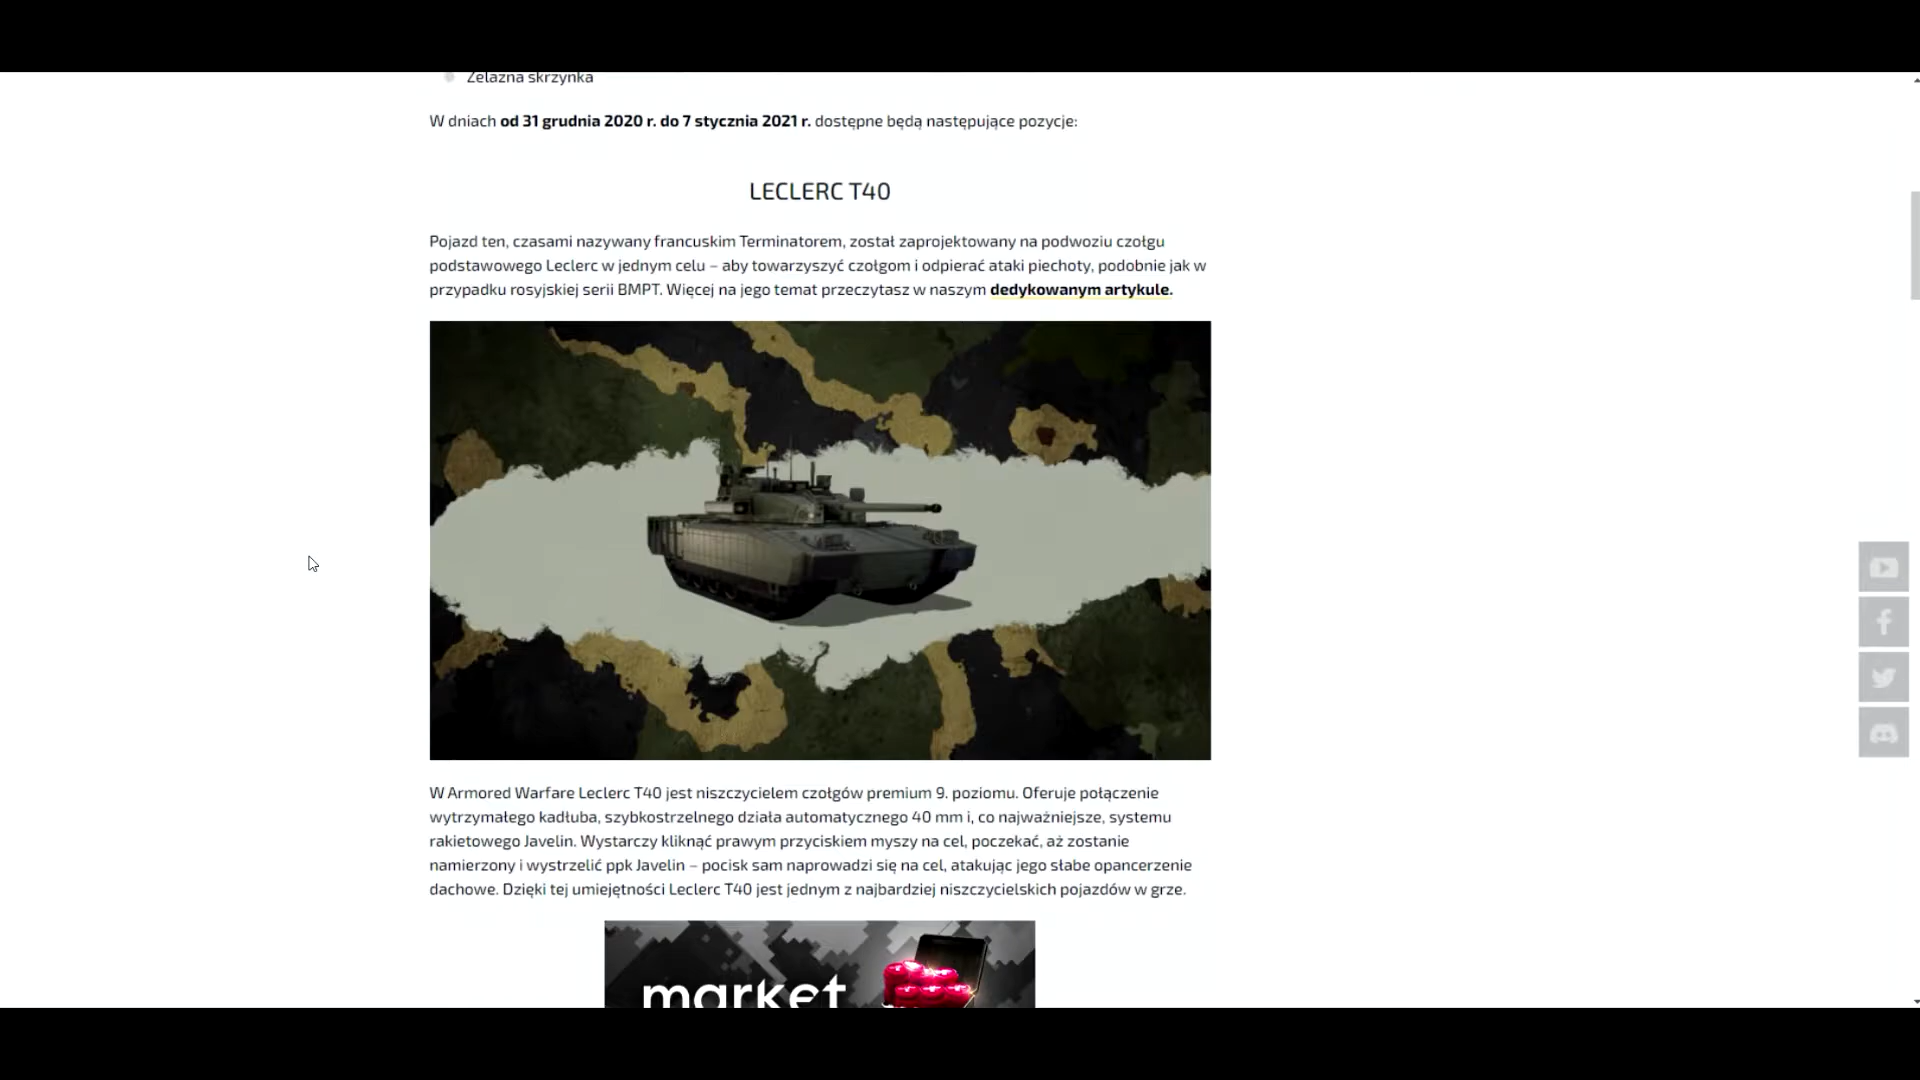 Żelazna skrzynka
W dniach od 31 grudnia 2020 r. do 7 stycznia 2021 r. dostępne będą następujące pozycje:
LECLERC T40
Pojazd ten, czasami nazywany francuskim Terminatorem, został zaprojektowany na podwoziu czołgu
podstawowego Leclerc w jednym celu – aby towarzyszyć czołgom i odpierać ataki piechoty, podobnie jak w
przypadku rosyjskiej serii BMPT. Więcej na jego temat przeczytasz w naszym dedykowanym artykule.
W Armored Warfare Leclerc T40 jest niszczycielem czołgów premium 9. poziomu. Oferuje połączenie
wytrzymałego kadłuba, szybkostrzelnego działa automatycznego 40 mm i, co najważniejsze, systemu
rakietowego Javelin. Wystarczy kliknąć prawym przyciskiem myszy na cel, poczekać, aż zostanie
namierzony i wystrzelić ppk Javelin – pocisk sam naprowadzi się na cel, atakując jego słabe opancerzenie
dachowe. Dzięki tej umiejętności Leclerc T40 jest jednym z najbardziej niszczycielskich pojazdów w grze.
market